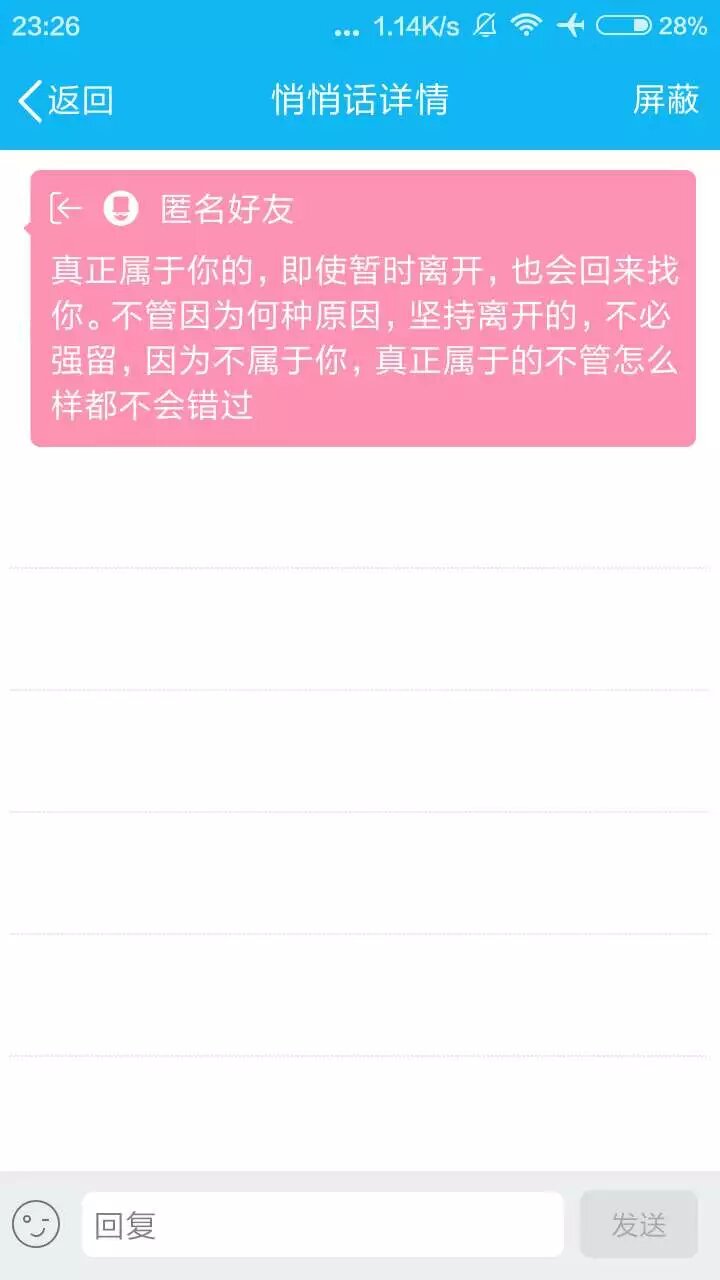 23:26 ... 1.14K/s 28%
返回 悄悄话详情 屏蔽
匿名好友
真正属于你的，即使暂时离开，也会回来找
你。不管因为何种原因，坚持离开的，不必
强留，因为不属于你，真正属于的不管怎么
样都不会错过
回复 发送